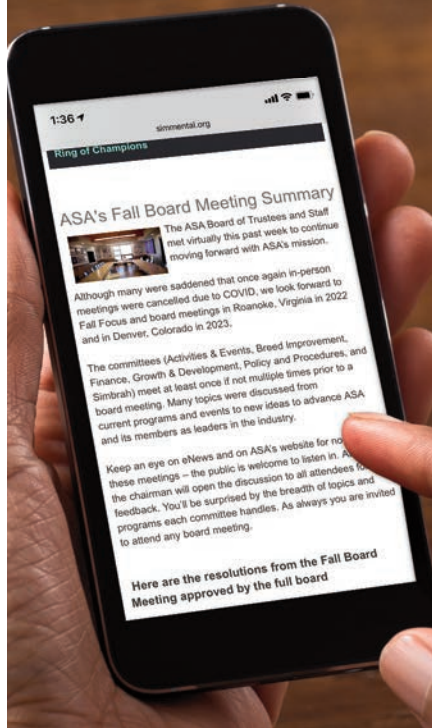 1:36
simmental.org
Ring of Champions
ASA's Fall Board Meeting Summary
The ASA Board of Trustees and Staff
met virtually this past week to continue
moving forward with ASA's mission.
Although many were saddened that once again in-person
meetings were cancelled due to COVID, we look forward to
Fall Focus and board meetings in Roanoke, Virginia in 2022
and in Denver, Colorado in 2023.
The committees (Activities & Events, Breed Improvement,
Finance, Growth & Development, Policy and Procedures, and
Simbrah) meet at least once if not multiple times prior to a
board meeting. Many topics were discussed from
current programs and events to new ideas to advance ASA
and its members as leaders in the industry.
Keep an eye on eNews and on ASA's website for
these meetings – the public is welcome to listen in.
the chairman will open the discussion to all attendees
feedback. You'll be surprised by the breadth of topics and
programs each committee handles. As always you are invited
to attend any board meeting.
Here are the resolutions from the Fall Board
Meeting approved by the full board